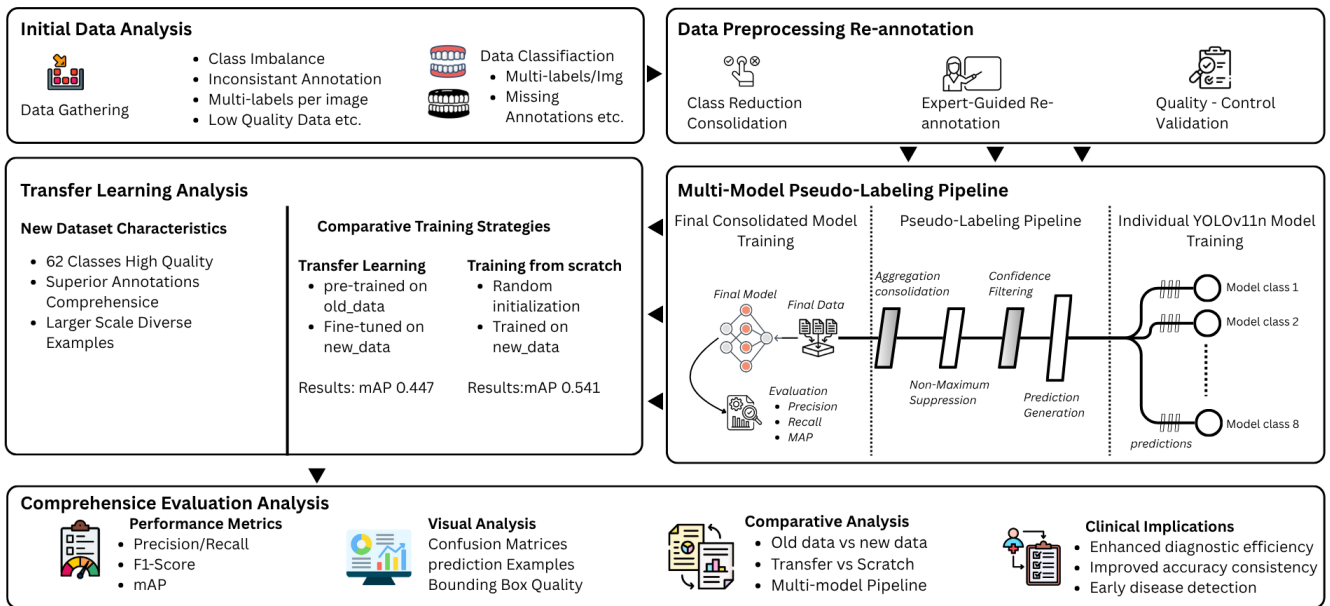 Initial Data Analysis
Data Gathering
• Class Imbalance
• Inconsistant Annotation
• Multi-labels per image
• Low Quality Data etc.
Data Classifiaction
• Multi-labels/Img
• Missing
Annotations etc.
Data Preprocessing Re-annotation
Class Reduction
Consolidation
Expert-Guided Re-
annotation
Quality - Control
Validation
Transfer Learning Analysis
New Dataset Characteristics
• 62 Classes High Quality
• Superior Annotations
Comprehensice
• Larger Scale Diverse
Examples
Comparative Training Strategies
Transfer Learning
• pre-trained on
old_data
• Fine-tuned on
new_data
Results: mAP 0.447
Training from scratch
• Random
initialization
• Trained on
new_data
Results:mAP 0.541
Multi-Model Pseudo-Labeling Pipeline
Final Consolidated Model
Training
Final Model
Final Data
Evaluation
• Precision
• Recall
• MAP
Pseudo-Labeling Pipeline
Aggregation
consolidation
Confidence
Filtering
Non-Maximum
Suppression
Prediction
Generation
Individual YOLOv11n Model
Training
Model class 1
Model class 2
Model class 8
predictions
Comprehensice Evaluation Analysis
Performance Metrics
• Precision/Recall
• F1-Score
• mAP
Visual Analysis
Confusion Matrices
prediction Examples
Bounding Box Quality
Comparative Analysis
• Old data vs new data
• Transfer vs Scratch
• Multi-model Pipeline
Clinical Implications
• Enhanced diagnostic efficiency
• Improved accuracy consistency
• Early disease detection